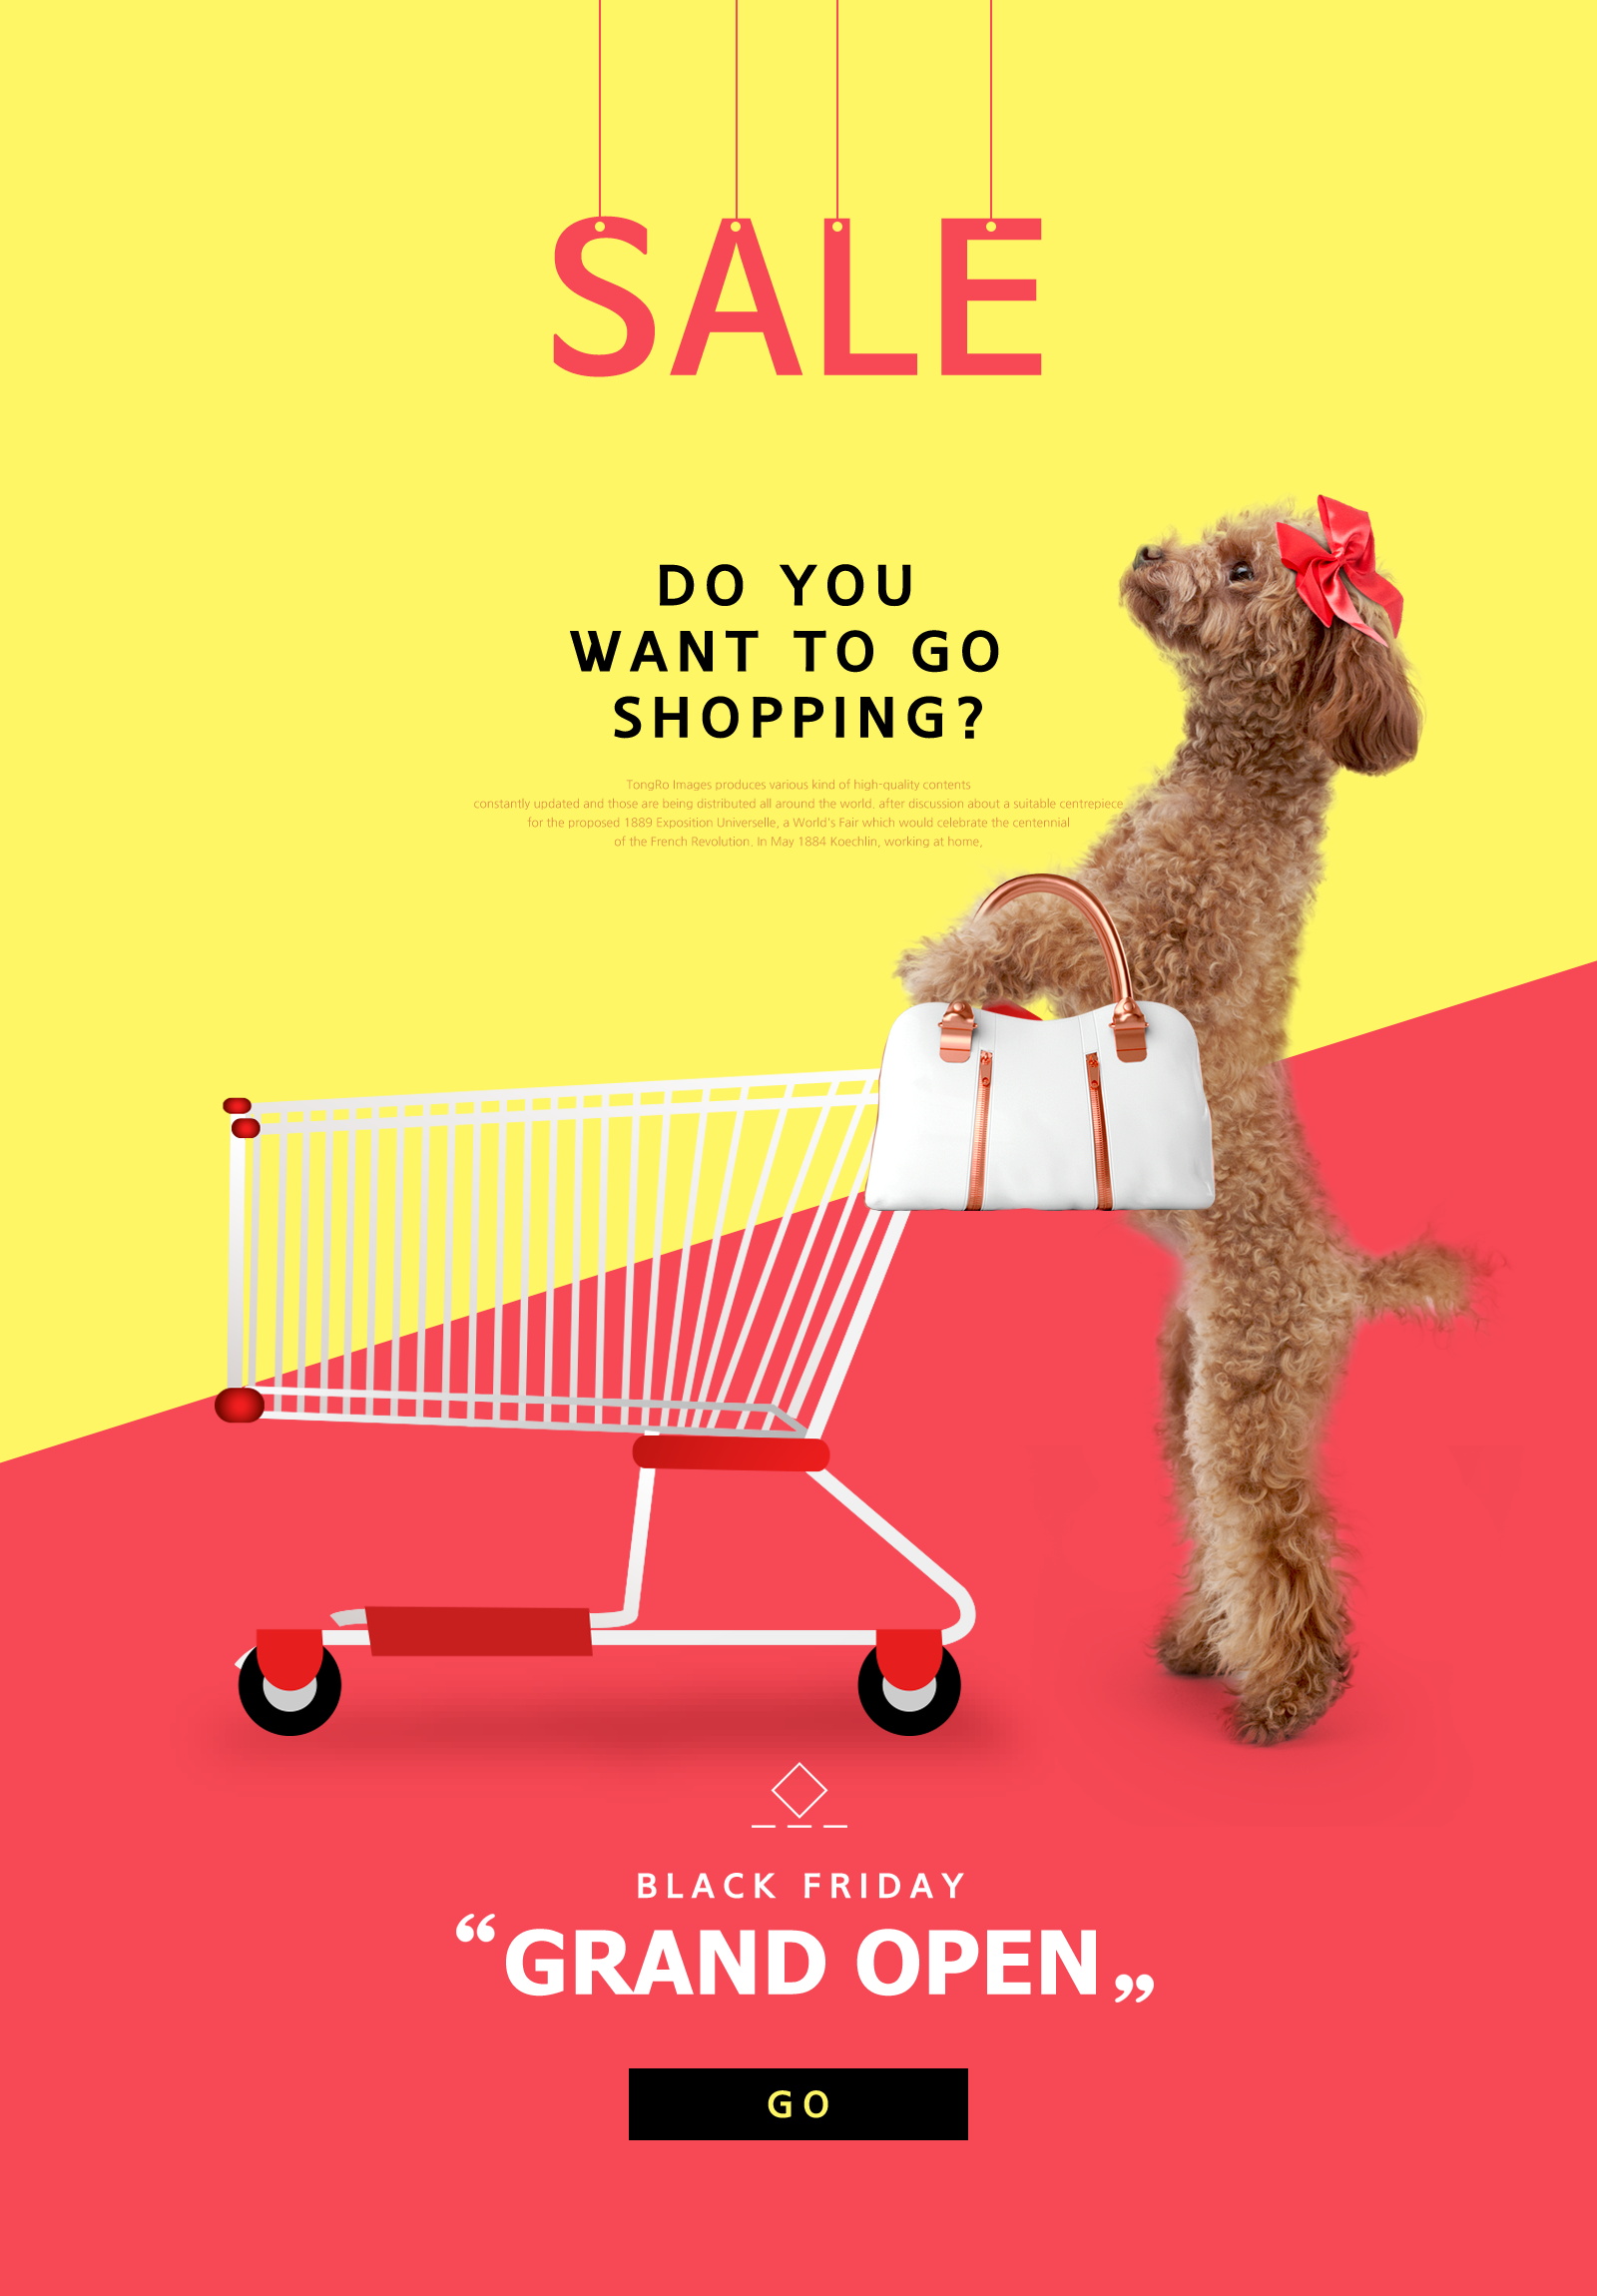 SALE
DO YOU
WANT TO GO
SHOPPING?
TongRo Images produces various kind of high-quality contents
constantly updated and those are being distributed all around the world. after discussion about a suitable centrepiece
for the proposed 1889 Exposition Universelle, a World's Fair which would celebrate the centennial
of the French Revolution. In May 1884 Koechlin, working at home,
BLACK FRIDAY
“GRAND OPEN”
GO